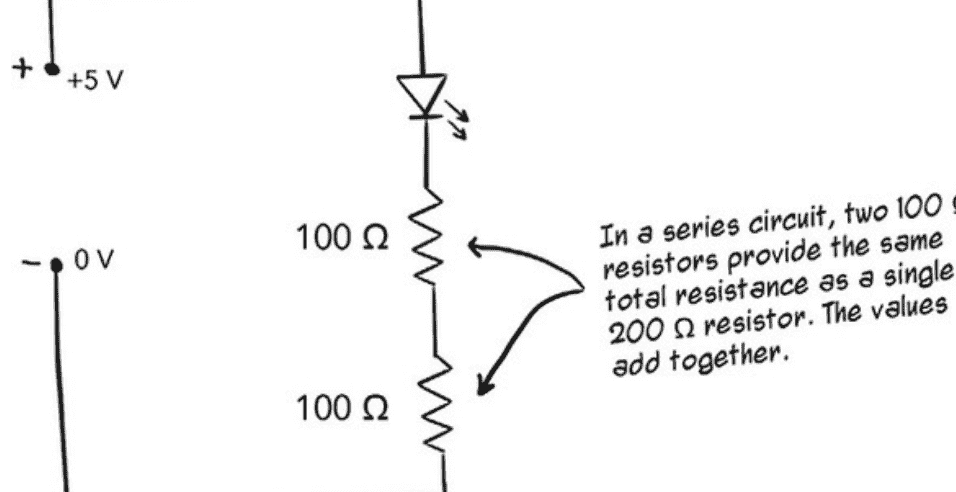 + +5 V
- 0 V
100 Ω
100 Ω
In a series circuit, two 100
resistors provide the same
total resistance as a single
200 Ω resistor. The values
add together.